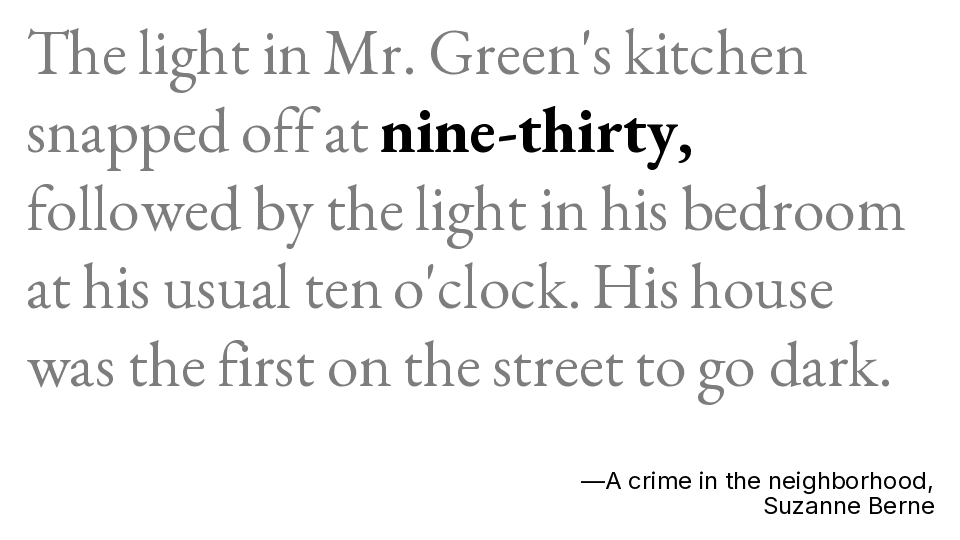 The light in Mr. Green's kitchen
snapped off at nine-thirty,
followed by the light in his bedroom
at his usual ten o'clock. His house
was the first on the street to go dark.
—A crime in the neighborhood,
Suzanne Berne